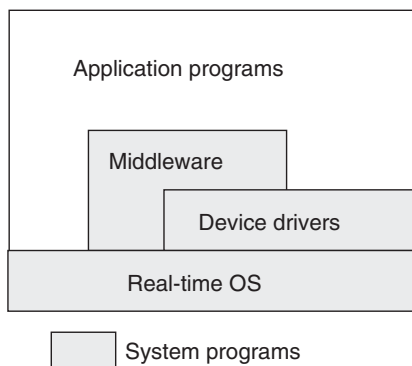 Application programs
Middleware
Device drivers
Real-time OS
System programs